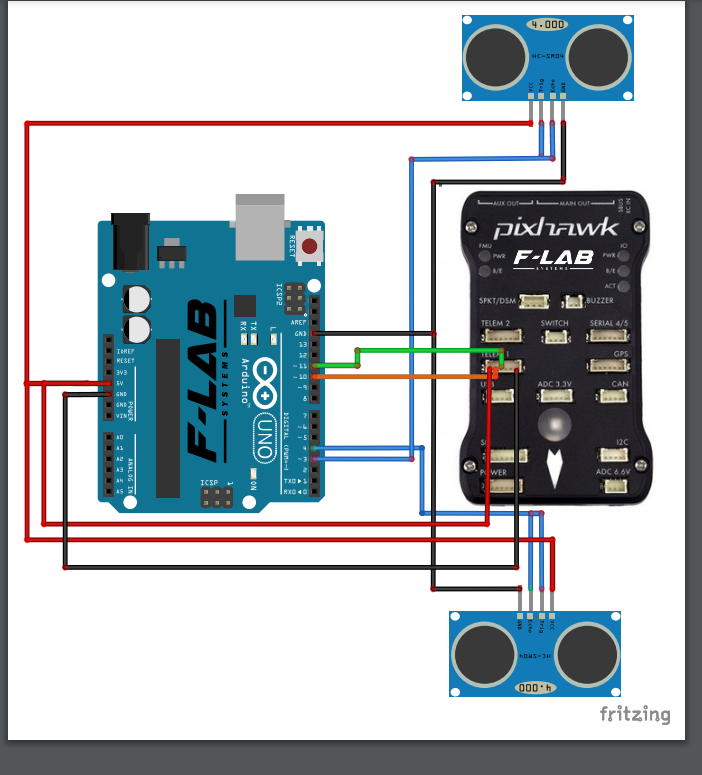 4.000
HC-SR04
VCC
Trig
Echo
GND
AUX OUT
MAIN OUT
SBUS
RC IN
pixhawk
FMU
IO
F-LAB
SYSTEMS
PWR
PWR
B/E
B/E
ACT
SPKT/DSM
BUZZER
TELEM 2
SWITCH
SERIAL 4/5
TELEM 1
GPS
USB
ADC 3.3V
CAN
I2C
POWER
ADC 6.6V
RESET
ICSP2
AREF
GND
13
12
~11
~10
~9
8
7
~6
~5
4
~3
2
TXD 1
RXD 0
DIGITAL (PWM~)
L
TX
RX
Arduino™
UNO
ON
ICSP
1
F-LAB
SYSTEMS
IOREF
RESET
3V3
5V
GND
GND
VIN
POWER
A0
A1
A2
A3
A4
A5
ANALOG IN
GND
Echo
Trig
VCC
HC-SR04
4.000
fritzing